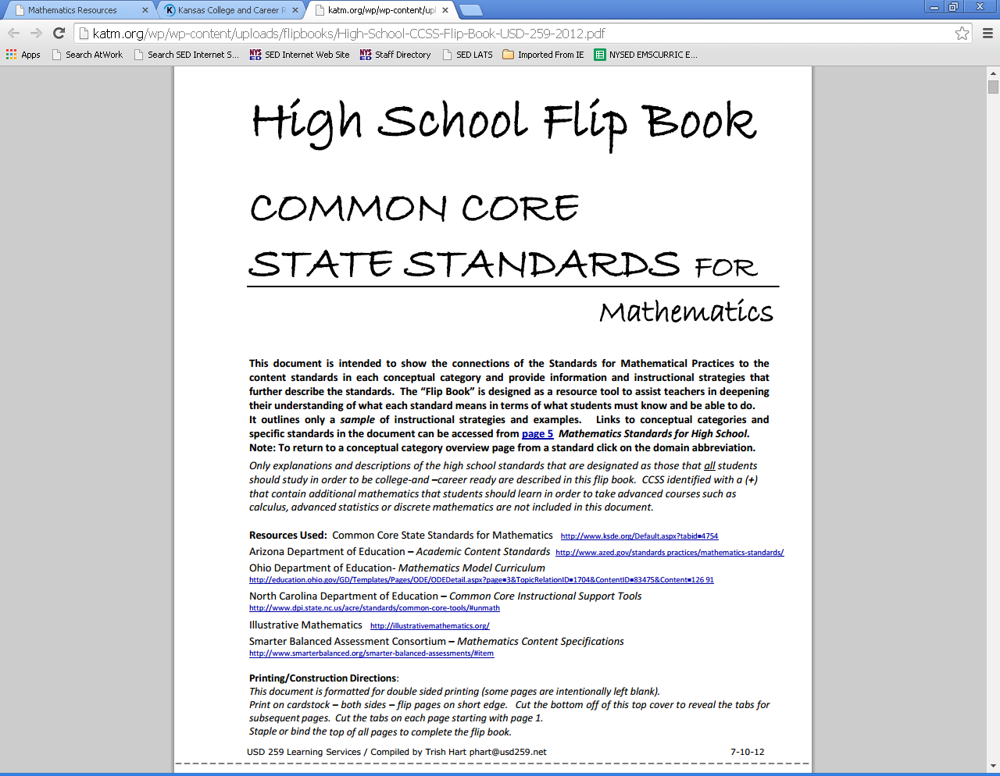 Mathematics Resources
Kansas College and Career R
katm.org/wp/wp-content/upl
katm.org/wp/wp-content/uploads/flipbooks/High-School-CCSS-Flip-Book-USD-259-2012.pdf
Apps Search AtWork Search SED Internet S... NYSED SED Internet Web Site NYSED Staff Directory SED LATS Imported From IE NYSED EMSCURRIC E...
High School Flip Book
COMMON CORE
STATE STANDARDS FOR
Mathematics
This document is intended to show the connections of the Standards for Mathematical Practices to the
content standards in each conceptual category and provide information and instructional strategies that
further describe the standards. The “Flip Book” is designed as a resource tool to assist teachers in deepening
their understanding of what each standard means in terms of what students must know and be able to do.
It outlines only a sample of instructional strategies and examples. Links to conceptual categories and
specific standards in the document can be accessed from page 5 Mathematics Standards for High School.
Note: To return to a conceptual category overview page from a standard click on the domain abbreviation.
Only explanations and descriptions of the high school standards that are designated as those that all students
should study in order to be college-and –career ready are described in this flip book. CCSS identified with a (+)
that contain additional mathematics that students should learn in order to take advanced courses such as
calculus, advanced statistics or discrete mathematics are not included in this document.
Resources Used: Common Core State Standards for Mathematics http://www.ksde.org/Default.aspx?tabid=4754
Arizona Department of Education – Academic Content Standards http://www.azed.gov/standards practices/mathematics-standards/
Ohio Department of Education- Mathematics Model Curriculum
http://education.ohio.gov/GD/Templates/Pages/ODE/ODEDetail.aspx?page=3&TopicRelationID=1704&ContentID=83475&Content=126 91
North Carolina Department of Education – Common Core Instructional Support Tools
http://www.dpi.state.nc.us/acre/standards/common-core-tools/#unmath
Illustrative Mathematics http://illustrativemathematics.org/
Smarter Balanced Assessment Consortium – Mathematics Content Specifications
http://www.smarterbalanced.org/smarter-balanced-assessments/#item
Printing/Construction Directions:
This document is formatted for double sided printing (some pages are intentionally left blank).
Print on cardstock – both sides – flip pages on short edge. Cut the bottom off of this top cover to reveal the tabs for
subsequent pages. Cut the tabs on each page starting with page 1.
Staple or bind the top of all pages to complete the flip book.
USD 259 Learning Services / Compiled by Trish Hart phart@usd259.net 7-10-12